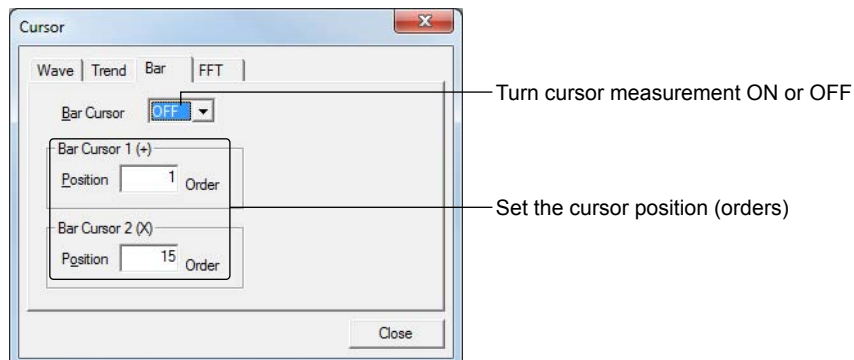 Cursor
X
Wave Trend Bar FFT
Bar Cursor OFF
Turn cursor measurement ON or OFF
Bar Cursor 1 (+)
Position 1 Order
Set the cursor position (orders)
Bar Cursor 2 (X)
Position 15 Order
Close